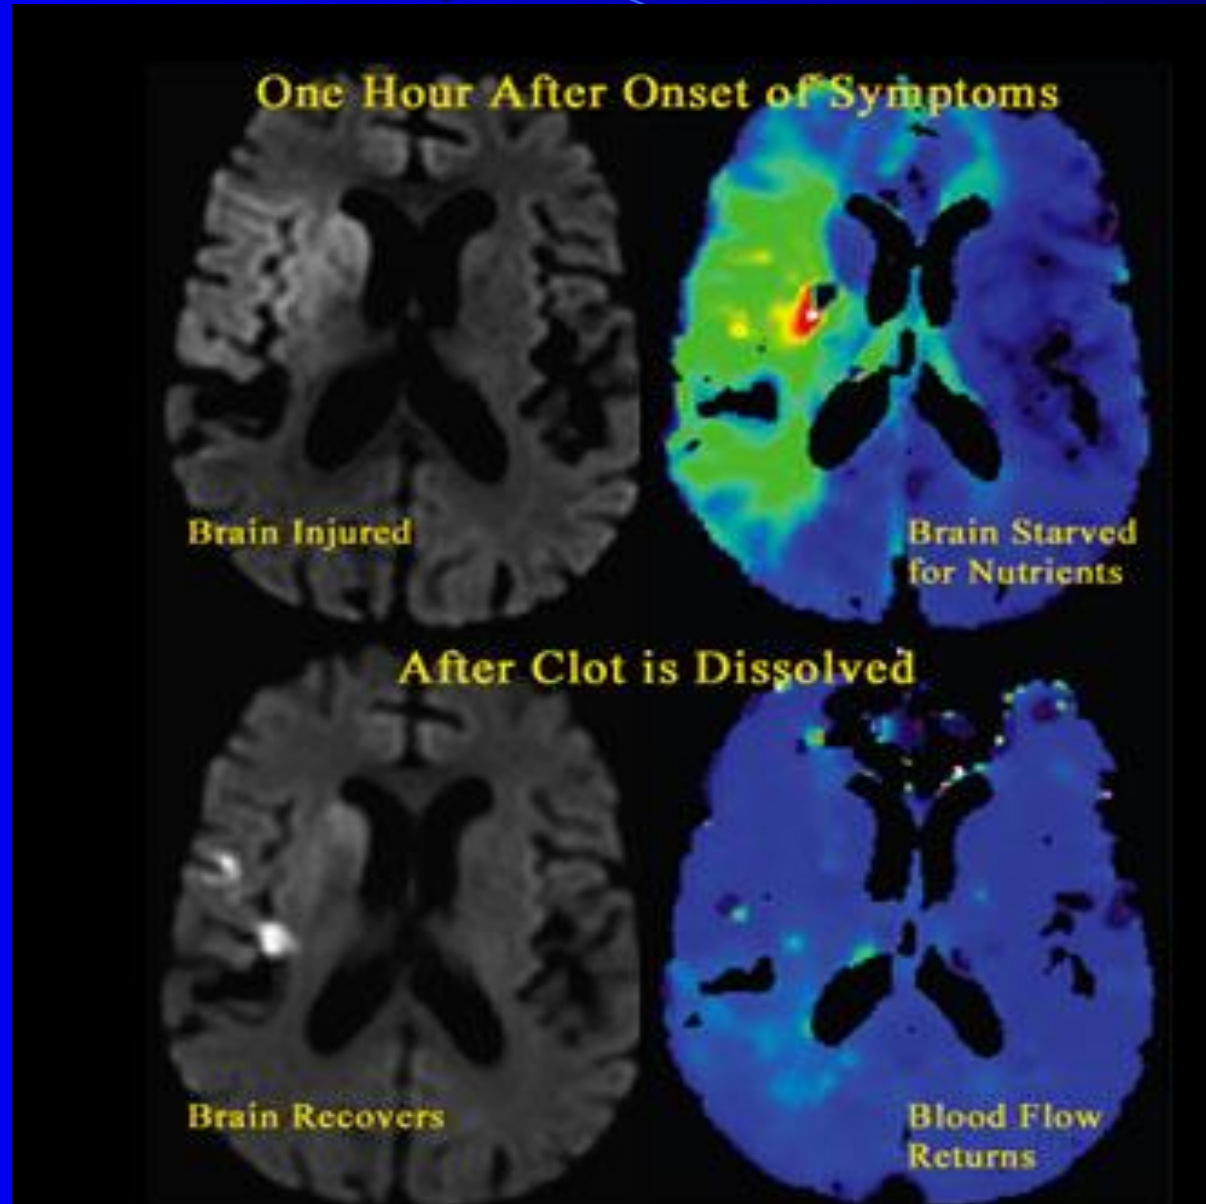 One Hour After Onset of Symptoms
Brain Injured
Brain Starved
for Nutrients
After Clot is Dissolved
Brain Recovers
Blood Flow
Returns